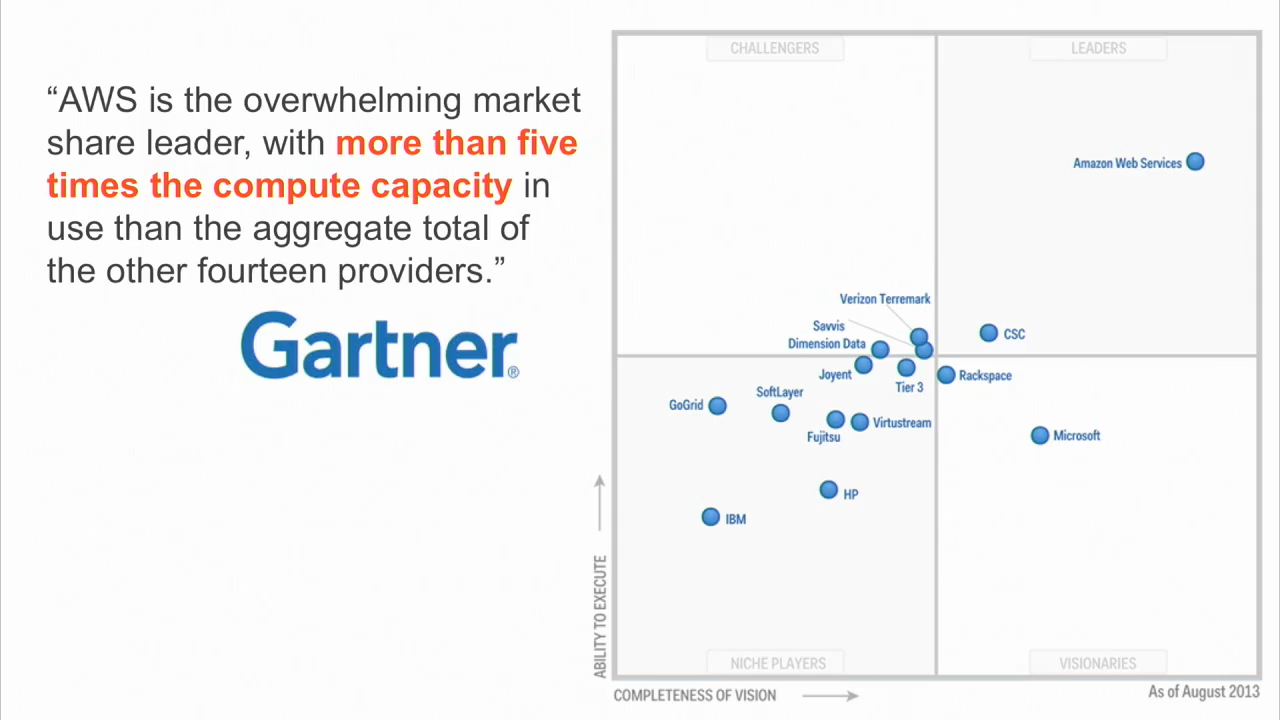 “AWS is the overwhelming market
share leader, with more than five
times the compute capacity in
use than the aggregate total of
the other fourteen providers.”
Gartner®
CHALLENGERS
LEADERS
Amazon Web Services
Verizon Terremark
Savvis
CSC
Dimension Data
Joyent
Tier 3
Rackspace
SoftLayer
GoGrid
Virtustream
Fujitsu
Microsoft
HP
IBM
ABILITY TO EXECUTE
NICHE PLAYERS
VISIONARIES
COMPLETENESS OF VISION
As of August 2013